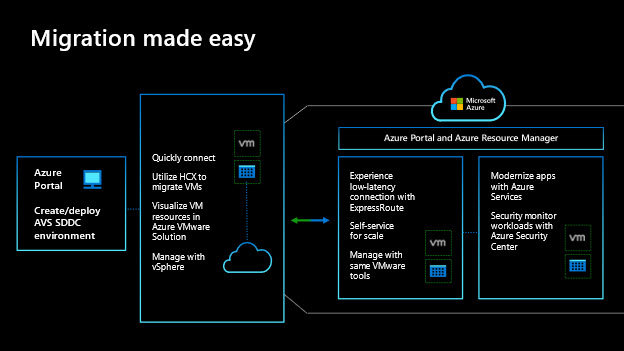 Migration made easy
Microsoft
Azure
Azure Portal and Azure Resource Manager
Azure
Portal
Create/deploy
AVS SDDC
environment
vm
Quickly connect
Utilize HCX to
migrate VMs
Visualize VM
resources in
Azure VMware
Solution
Manage with
vSphere
Experience
low-latency
connection with
ExpressRoute
Self-service
for scale
Manage with
same VMware
tools
vm
Modernize apps
with Azure
Services
Security monitor
workloads with
Azure Security
Center
vm